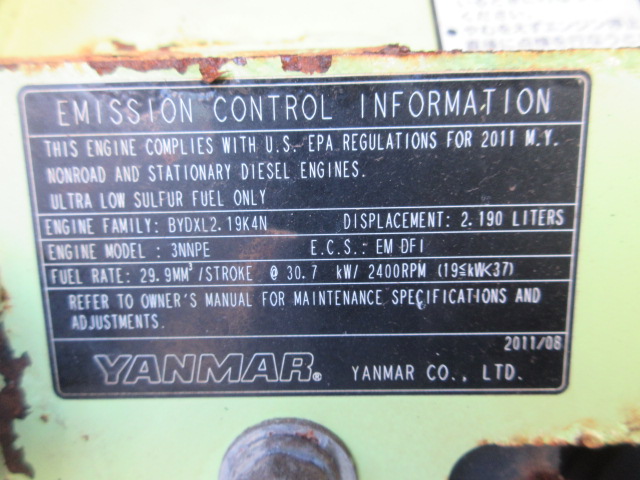 EMISSION CONTROL INFORMATION
THIS ENGINE COMPLIES WITH U.S. EPA REGULATIONS FOR 2011 M.Y.
NONROAD AND STATIONARY DIESEL ENGINES.
ULTRA LOW SULFUR FUEL ONLY
ENGINE FAMILY: BYDXL2.19K4N DISPLACEMENT: 2.190 LITERS
ENGINE MODEL : 3NNPE E.C.S.: EM DFI
FUEL RATE: 29.9MM³/STROKE @ 30.7 kW/ 2400RPM (19≦kW<37)
REFER TO OWNER'S MANUAL FOR MAINTENANCE SPECIFICATIONS AND
ADJUSTMENTS.
2011/08
YANMAR® YANMAR CO., LTD.